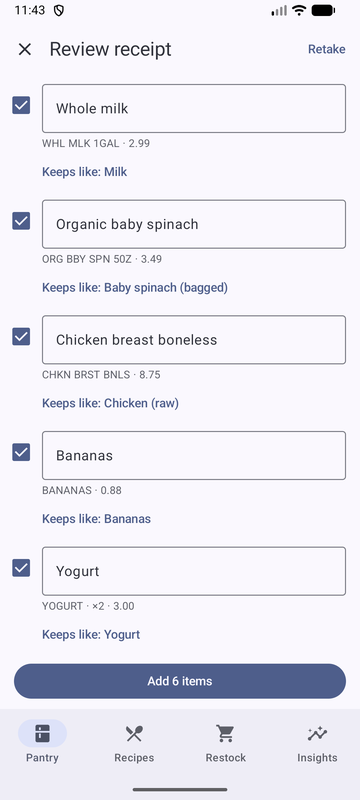 11:43
Review receipt
Retake
Whole milk
WHL MLK 1GAL · 2.99
Keeps like: Milk
Organic baby spinach
ORG BBY SPN 5OZ · 3.49
Keeps like: Baby spinach (bagged)
Chicken breast boneless
CHKN BRST BNLS · 8.75
Keeps like: Chicken (raw)
Bananas
BANANAS · 0.88
Keeps like: Bananas
Yogurt
YOGURT · ×2 · 3.00
Keeps like: Yogurt
Add 6 items
Pantry
Recipes
Restock
Insights